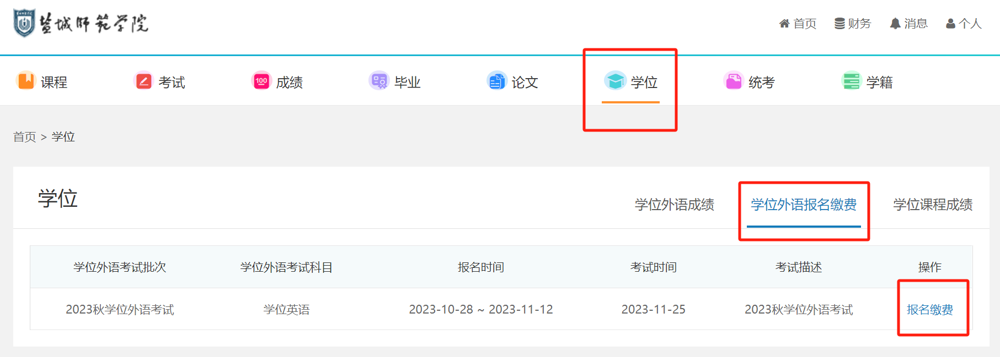 盐城师范学院
首页 财务 消息 个人
课程 考试 100 成绩 毕业 论文 学位 统考 学籍
首页 > 学位
学位
学位外语成绩 学位外语报名缴费 学位课程成绩
学位外语考试批次 学位外语考试科目 报名时间 考试时间 考试描述 操作
2023秋学位外语考试 学位英语 2023-10-28 ~ 2023-11-12 2023-11-25 2023秋学位外语考试 报名缴费